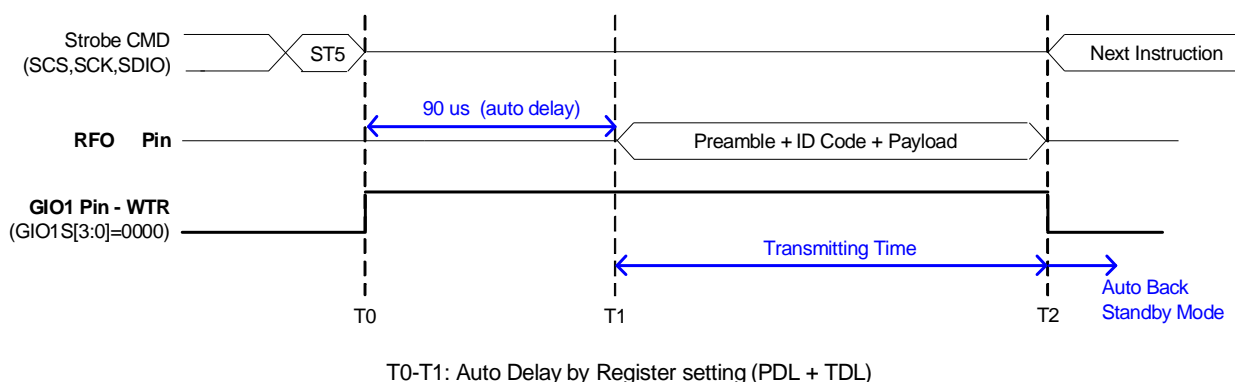 Strobe CMD
(SCS,SCK,SDIO)
ST5
Next Instruction
90 us (auto delay)
RFO Pin
Preamble + ID Code + Payload
GIO1 Pin - WTR
(GIO1S[3:0]=0000)
Transmitting Time
Auto Back
Standby Mode
T0
T1
T2
T0-T1: Auto Delay by Register setting (PDL + TDL)